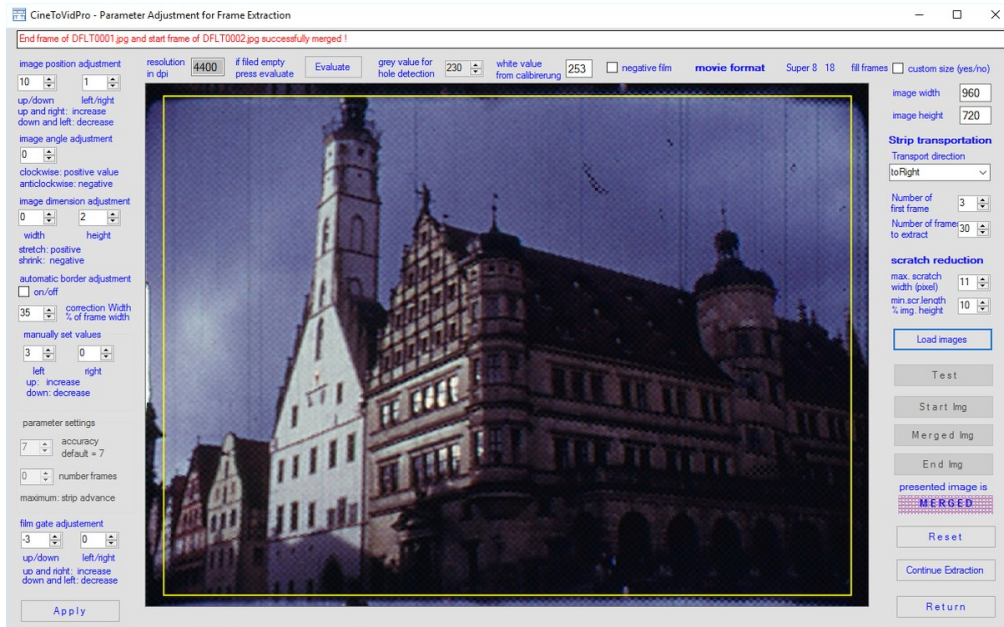 CineToVidPro - Parameter Adjustment for Frame Extraction
End frame of DFLT0001.jpg and start frame of DFLT0002.jpg successfully merged !
image position adjustment
10 1
up/down left/right
up and right: increase
down and left: decrease
image angle adjustment
0
clockwise: positive value
anticlockwise: negative
image dimension adjustment
0 2
width height
stretch: positive
shrink: negative
automatic border adjustment
on/off
35 correction Width
% of frame width
manually set values
3 0
left right
up: increase
down: decrease
parameter settings
7 accuracy
default = 7
0 number frames
maximum: strip advance
film gate adjustement
-3 0
up/down left/right
up and right: increase
down and left: decrease
Apply
resolution
in dpi
4400
if filed empty
press evaluate
Evaluate
grey value for
hole detection
230
white value
from calibrierung
253
negative film
movie format
Super 8 18
fill frames
custom size (yes/no)
image width 960
image height 720
Strip transportation
Transport direction
toRight
Number of
first frame
3
Number of frame
to extract
30
scratch reduction
max. scratch
width (pixel)
11
min.scr.length
% img. height
10
Load images
Test
Start Img
Merged Img
End Img
presented image is
MERGED
Reset
Continue Extraction
Return